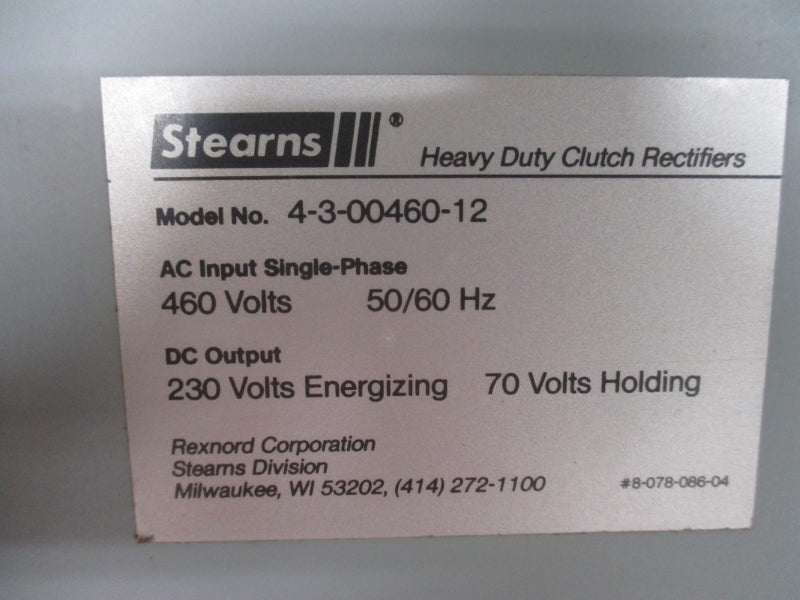 Stearns®
Heavy Duty Clutch Rectifiers
Model No. 4-3-00460-12
AC Input Single-Phase
460 Volts 50/60 Hz
DC Output
230 Volts Energizing 70 Volts Holding
Rexnord Corporation
Stearns Division
Milwaukee, WI 53202, (414) 272-1100
#8-078-086-04